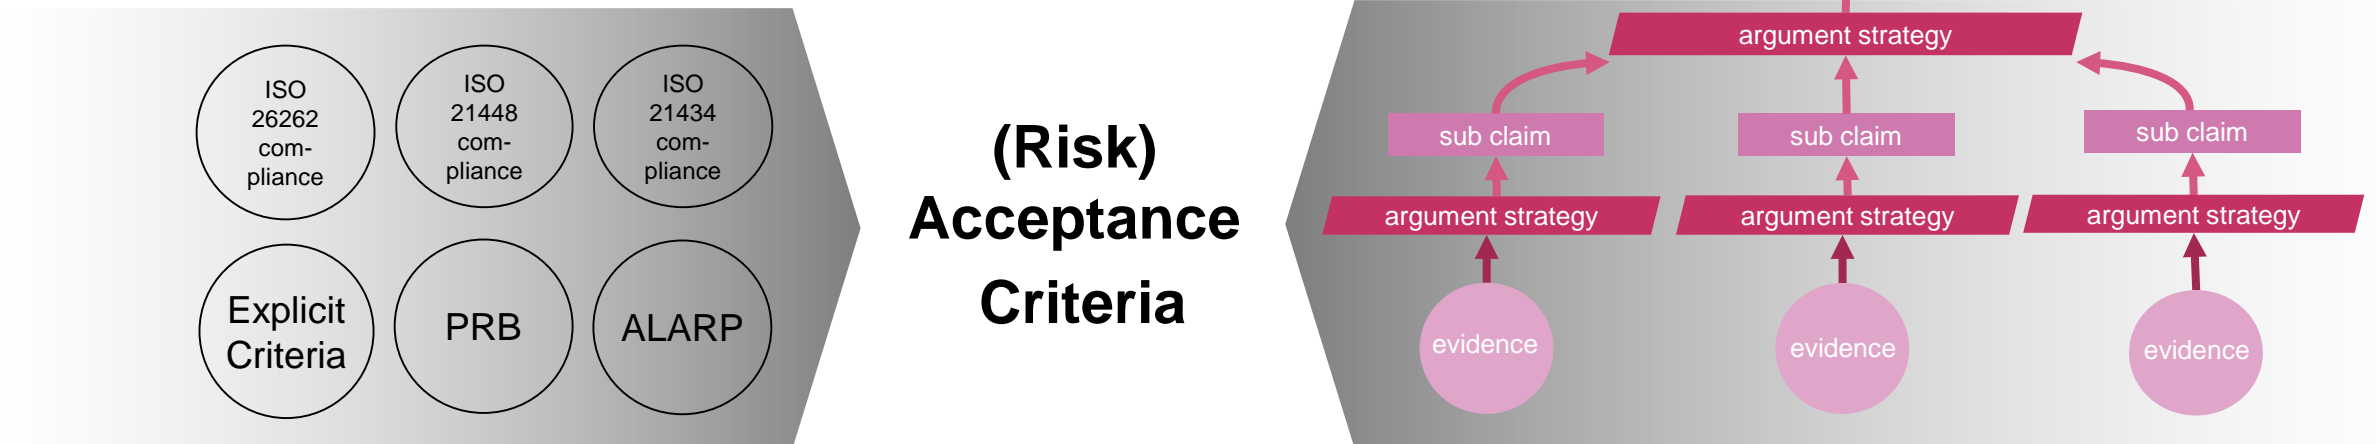 ISO
26262
com-
pliance
ISO
21448
com-
pliance
ISO
21434
com-
pliance
Explicit
Criteria
PRB
ALARP
(Risk)
Acceptance
Criteria
argument strategy
sub claim
sub claim
sub claim
argument strategy
argument strategy
argument strategy
evidence
evidence
evidence